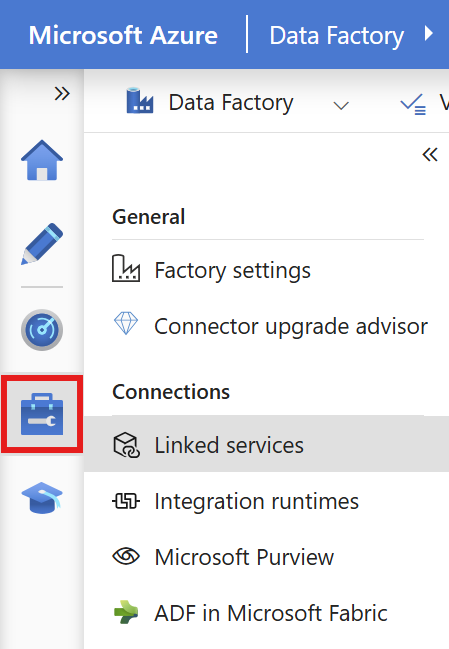 Microsoft Azure | Data Factory
Data Factory
General
Factory settings
Connector upgrade advisor
Connections
Linked services
Integration runtimes
Microsoft Purview
ADF in Microsoft Fabric